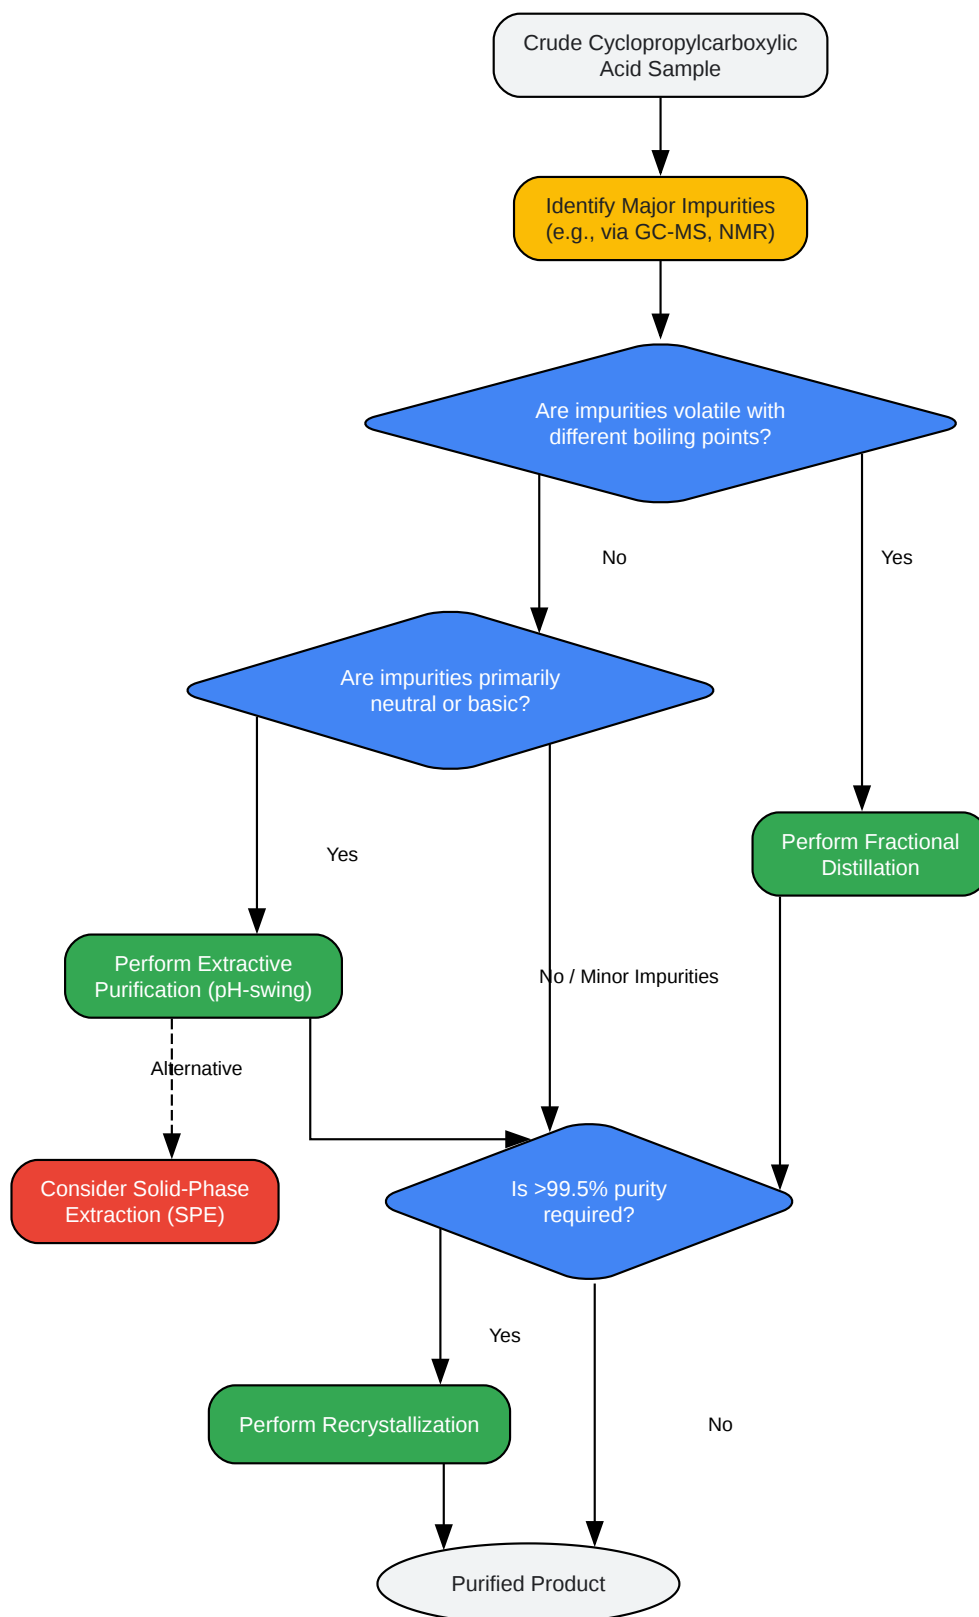 Crude Cyclopropylcarboxylic
Acid Sample
Identify Major Impurities
(e.g., via GC-MS, NMR)
Are impurities volatile with
different boiling points?
No
Yes
Are impurities primarily
neutral or basic?
Perform Fractional
Distillation
Yes
Perform Extractive
Purification (pH-swing)
No / Minor Impurities
Alternative
Consider Solid-Phase
Extraction (SPE)
Is >99.5% purity
required?
Yes
Perform Recrystallization
No
Purified Product